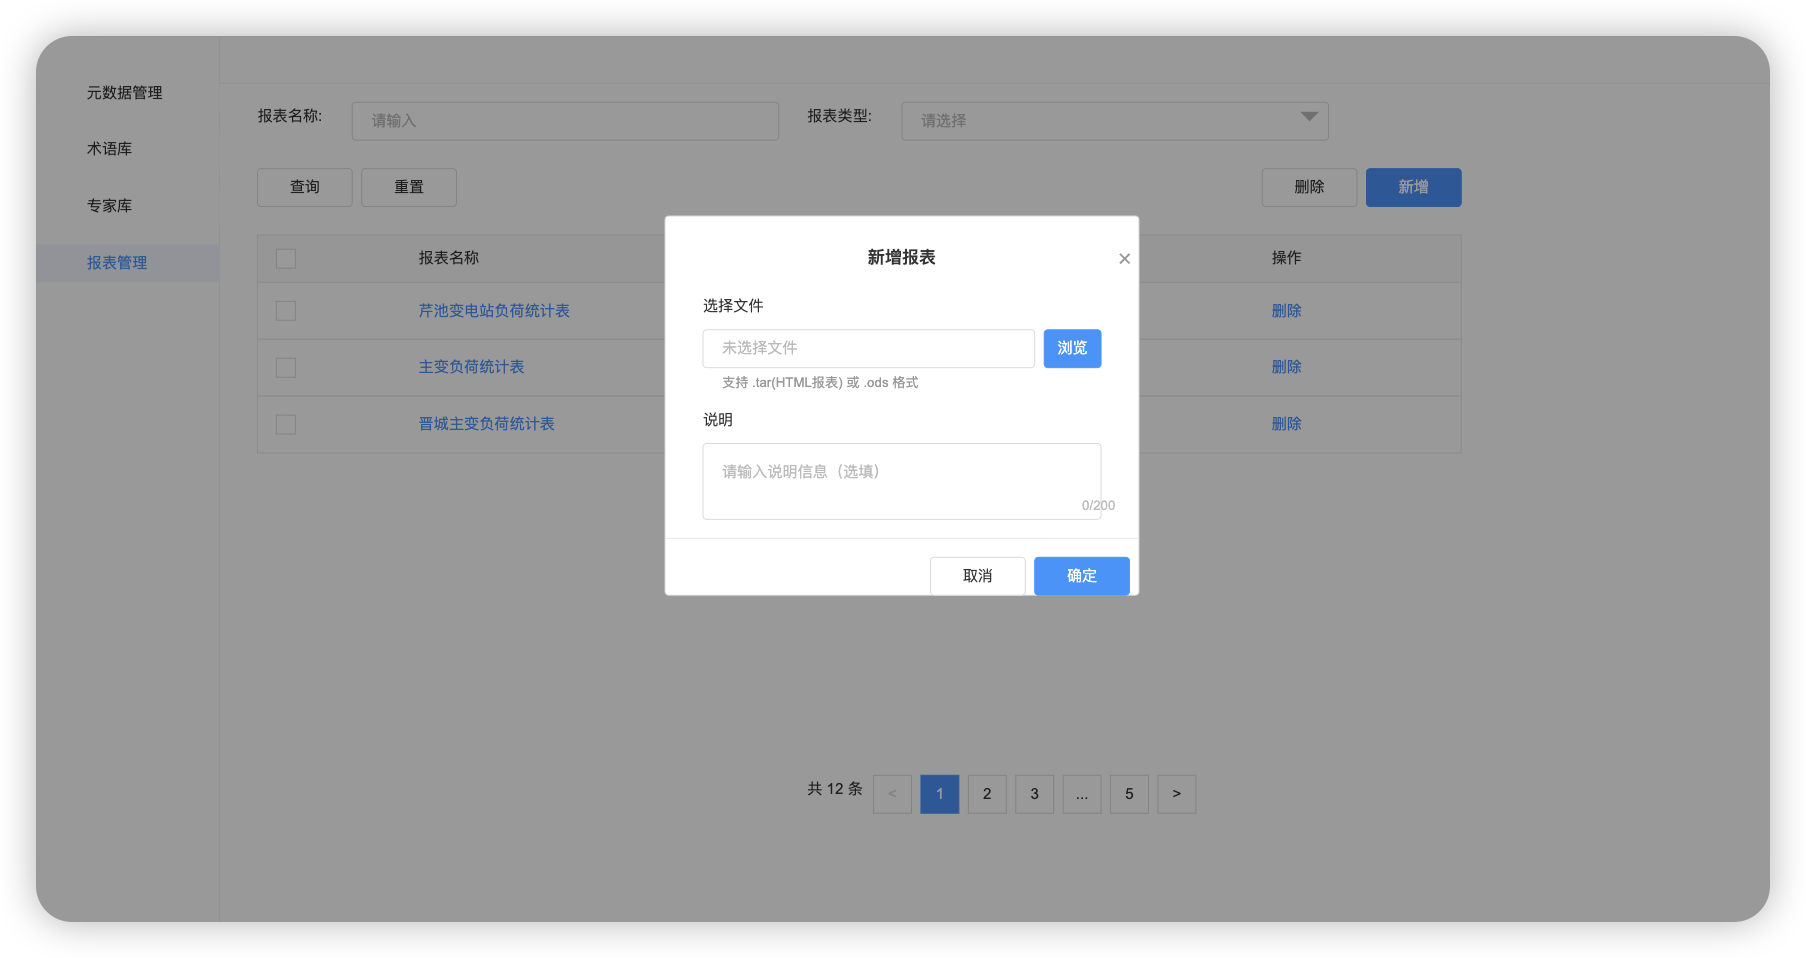 元数据管理
术语库
专家库
报表管理
报表名称:
请输入
报表类型:
请选择
查询
重置
删除
新增
报表名称
操作
芹池变电站负荷统计表
删除
主变负荷统计表
删除
晋城主变负荷统计表
删除
新增报表
×
选择文件
未选择文件
浏览
支持 .tar(HTML报表) 或 .ods 格式
说明
请输入说明信息（选填）
0/200
取消
确定
共 12 条
<
1
2
3
...
5
>